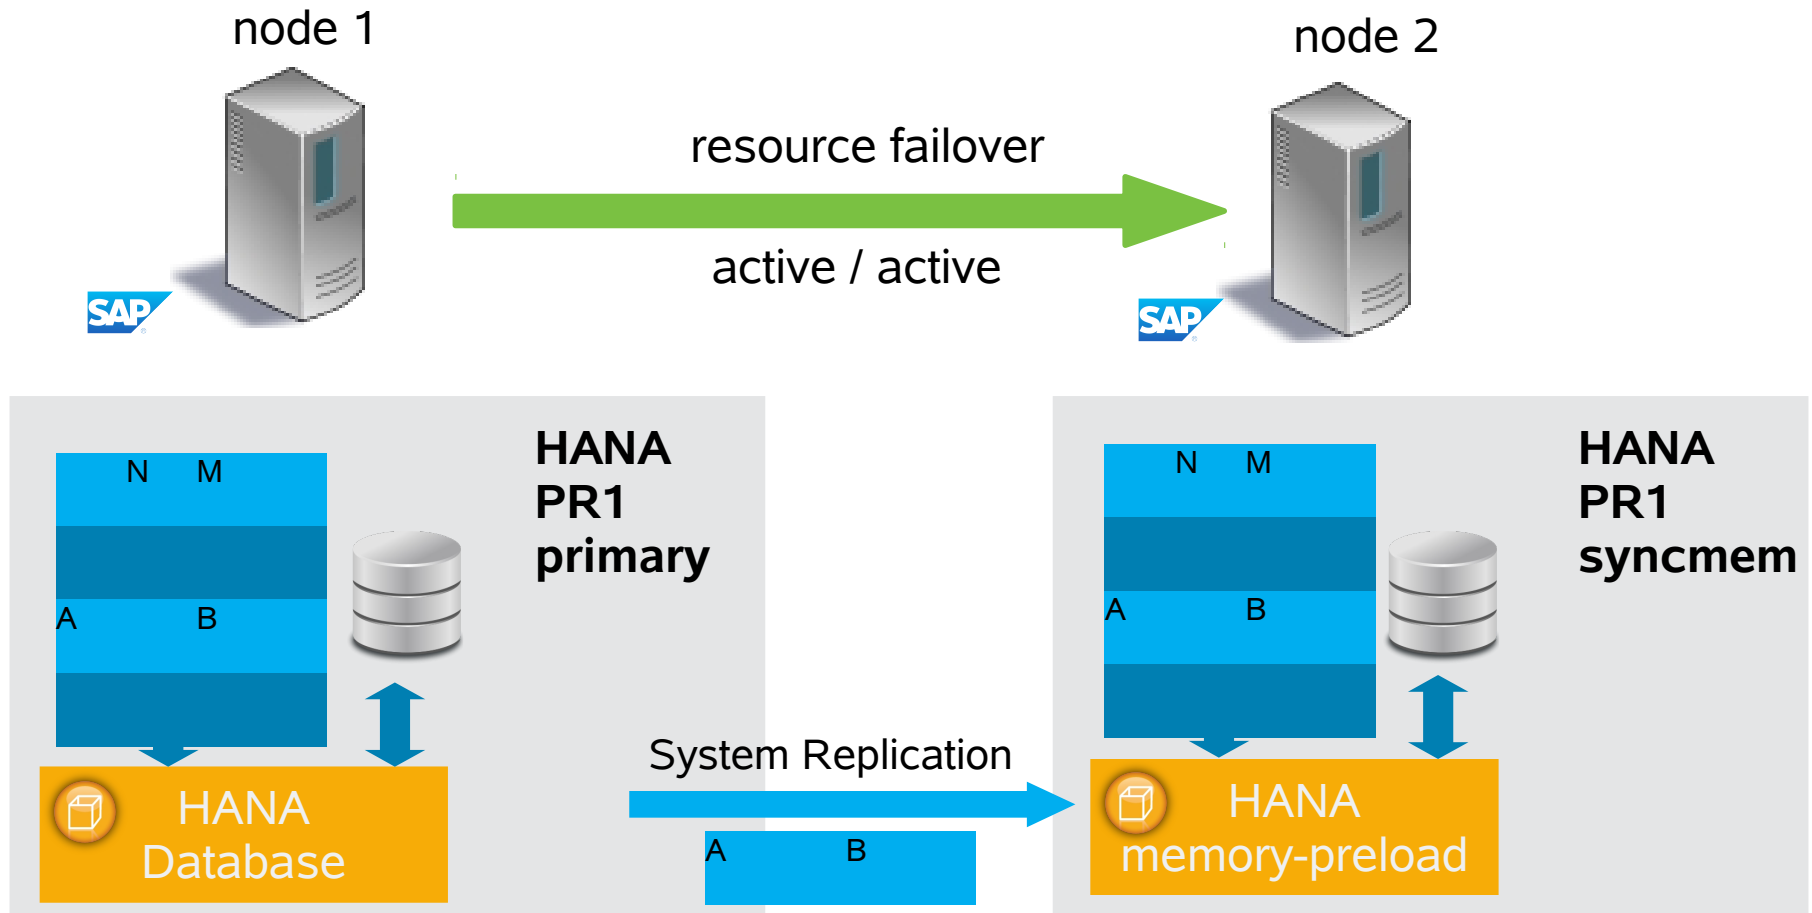 node 1
node 2
resource failover
active / active
SAP
SAP
HANA
PR1
primary
N M
A B
HANA
PR1
syncmem
N M
A B
System Replication
A B
HANA
Database
HANA
memory-preload